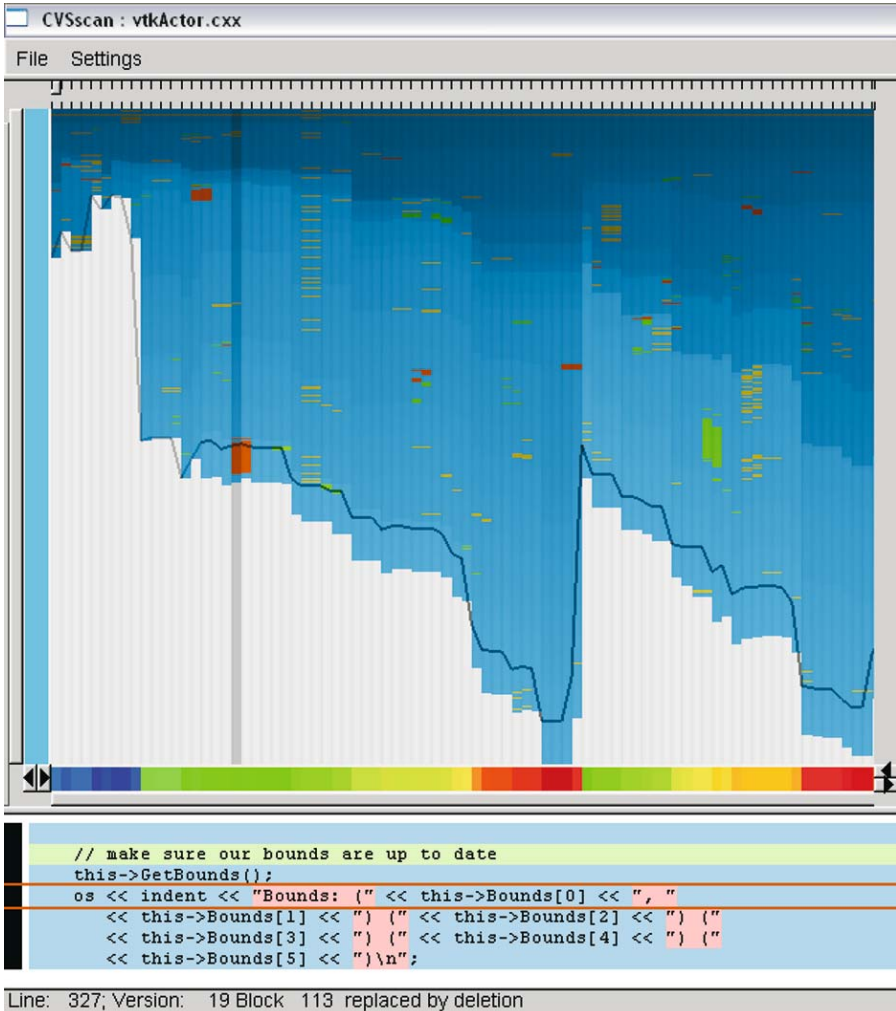 CVSscan : vtkActor.cxx
File Settings
// make sure our bounds are up to date
this->GetBounds();
os << indent << "Bounds: (" << this->Bounds[0] << ", "
<< this->Bounds[1] << ") (" << this->Bounds[2] << ") ("
<< this->Bounds[3] << ") (" << this->Bounds[4] << ") ("
<< this->Bounds[5] << ")\n";
Line: 327; Version: 19 Block 113 replaced by deletion